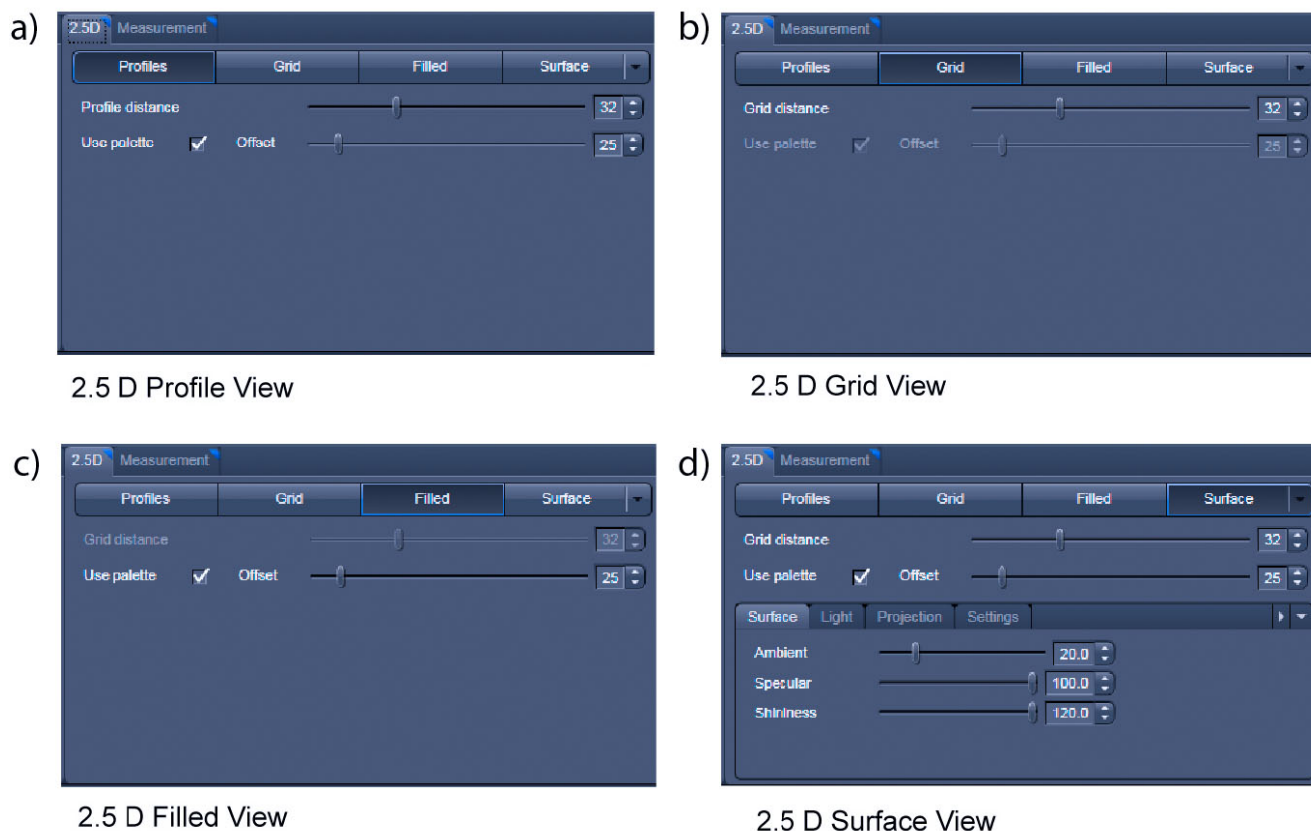 a)
2.5D Measurement
Profiles Grid Filled Surface
Profile distance 32
Use palette Offset 25
2.5 D Profile View
b)
2.5D Measurement
Profiles Grid Filled Surface
Grid distance 32
Use palette Offset 25
2.5 D Grid View
c)
2.5D Measurement
Profiles Grid Filled Surface
Grid distance 32
Use palette Offset 25
2.5 D Filled View
d)
2.5D Measurement
Profiles Grid Filled Surface
Grid distance 32
Use palette Offset 25
Surface Light Projection Settings
Ambient 20.0
Specular 100.0
Shininess 120.0
2.5 D Surface View